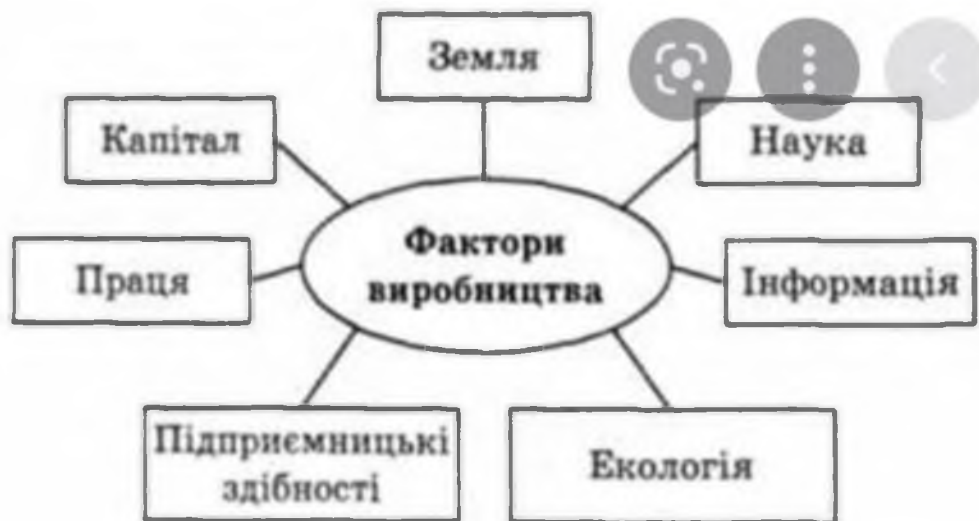 Земля
Капітал
Наука
Фактори
виробництва
Праця
Інформація
Підприємницькі
здібності
Екологія